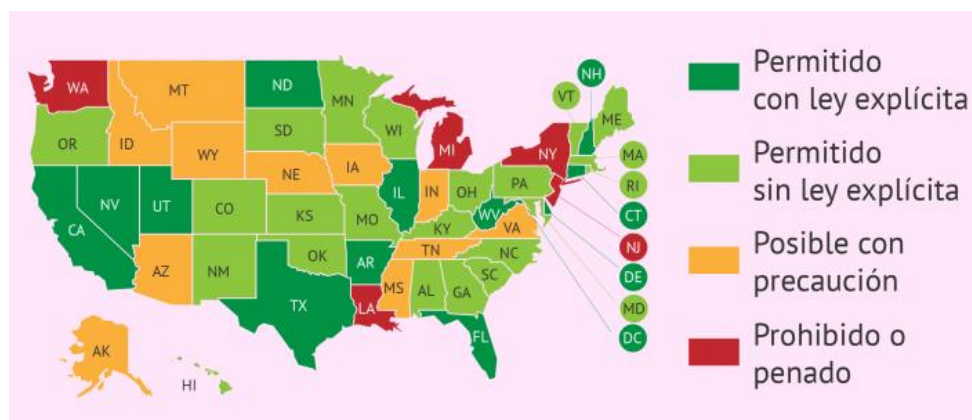 WA
MT
ND
MN
VT
NH
ME
OR
ID
SD
WI
MI
NY
MA
WY
IA
RI
NE
PA
NV
UT
IL
IN
OH
CT
CA
CO
KS
MO
WV
VA
KY
NJ
TN
NC
DE
AZ
NM
OK
AR
SC
MS
AL
GA
MD
TX
LA
FL
DC
AK
HI
Permitido
con ley explícita
Permitido
sin ley explícita
Posible con
precaución
Prohibido o
penado